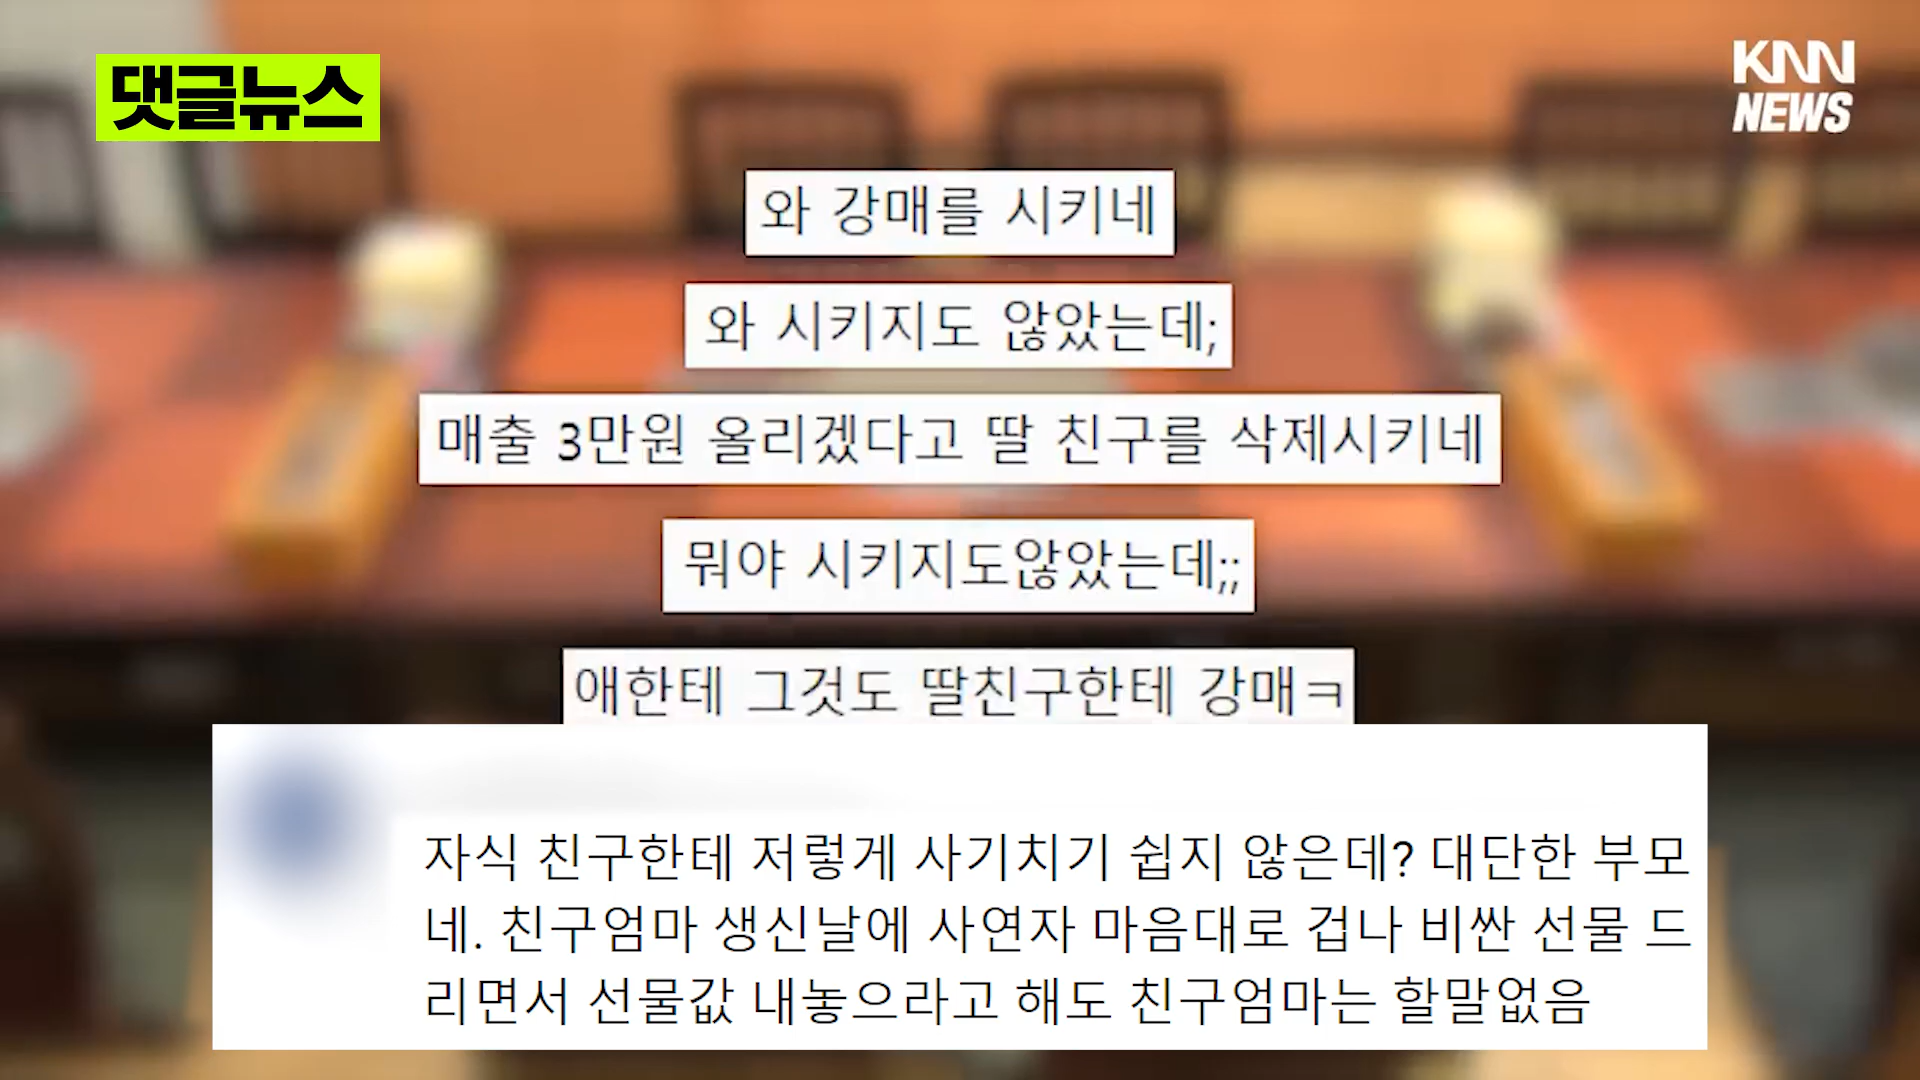 댓글뉴스
KNN
NEWS
와 강매를 시키네
와 시키지도 않았는데;
매출 3만원 올리겠다고 딸 친구를 삭제시키네
뭐야 시키지도않았는데;;
애한테 그것도 딸친구한테 강매ㅋ
자식 친구한테 저렇게 사기치기 쉽지 않은데? 대단한 부모
네. 친구엄마 생신날에 사연자 마음대로 겁나 비싼 선물 드
리면서 선물값 내놓으라고 해도 친구엄마는 할말없음